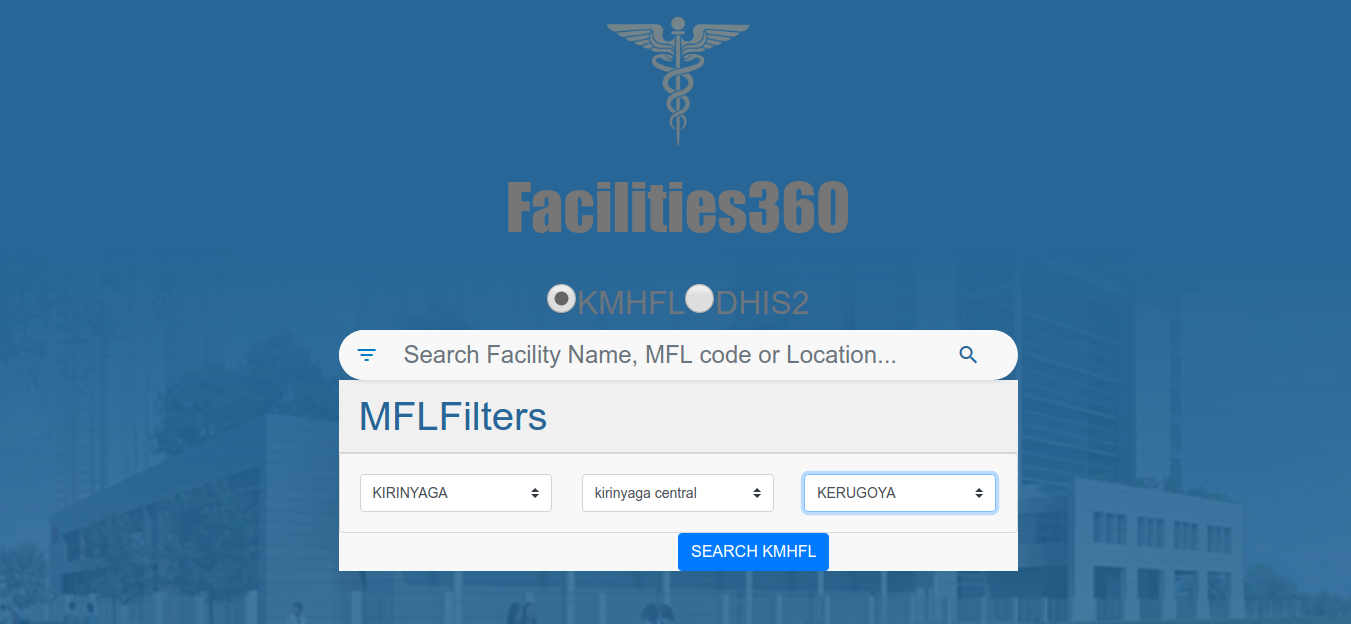 Facilities360
KMHFL DHIS2
Search Facility Name, MFL code or Location...
MFLFilters
KIRINYAGA kirinyaga central KERUGOYA
SEARCH KMHFL